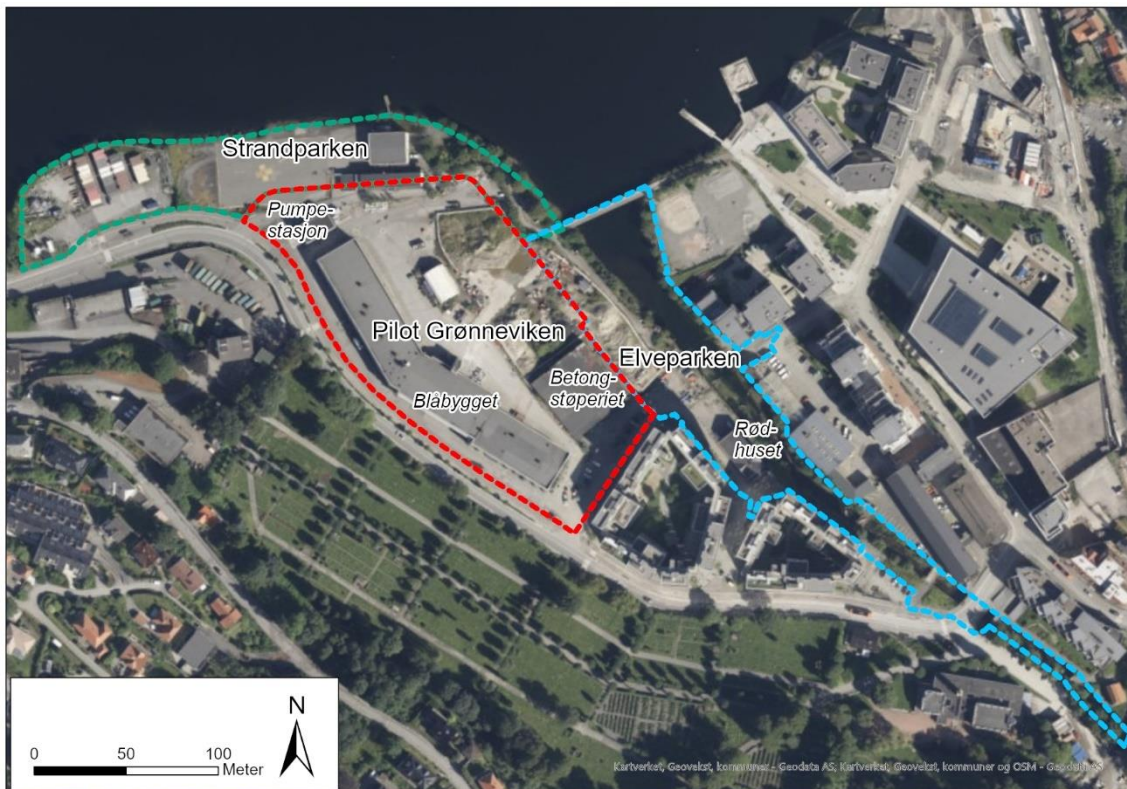 Strandparken
Pumpe-
stasjon
Pilot Grønneviken
Elveparken
Betong-
støperiet
Blåbygget
Rød-
huset
N
0 50 100
Meter
Kartverket, Geovekst, kommuner - Geodata AS, Kartverket, Geovekst, kommuner og OSM - Geodata AS